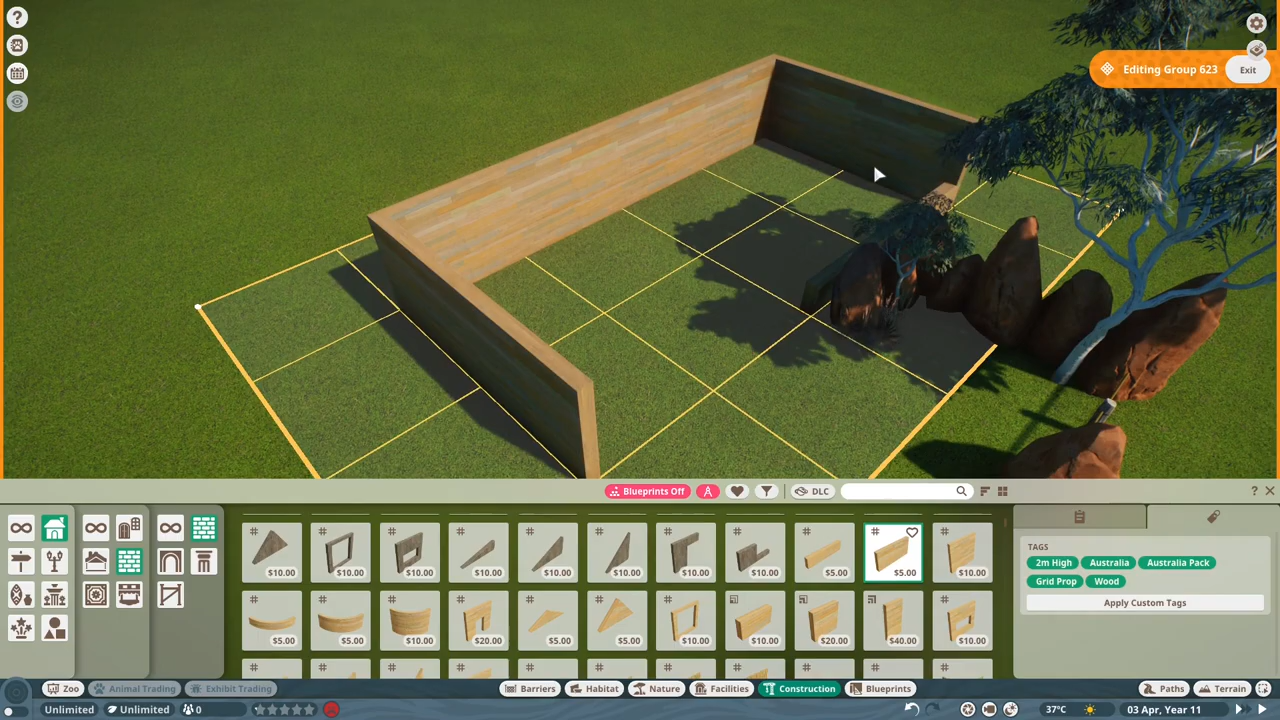 ?
Editing Group 623
Exit
Blueprints Off
DLC
?
$10.00 $10.00 $10.00 $10.00 $10.00 $10.00 $10.00 $10.00 $5.00 $5.00 $10.00
$5.00 $5.00 $10.00 $20.00 $5.00 $5.00 $10.00 $10.00 $20.00 $40.00 $10.00
TAGS
2m High Australia Australia Pack
Grid Prop Wood
Apply Custom Tags
Zoo Animal Trading Exhibit Trading Barriers Habitat Nature Facilities Construction Blueprints Paths Terrain
Unlimited Unlimited 0 37°C 03 Apr, Year 11